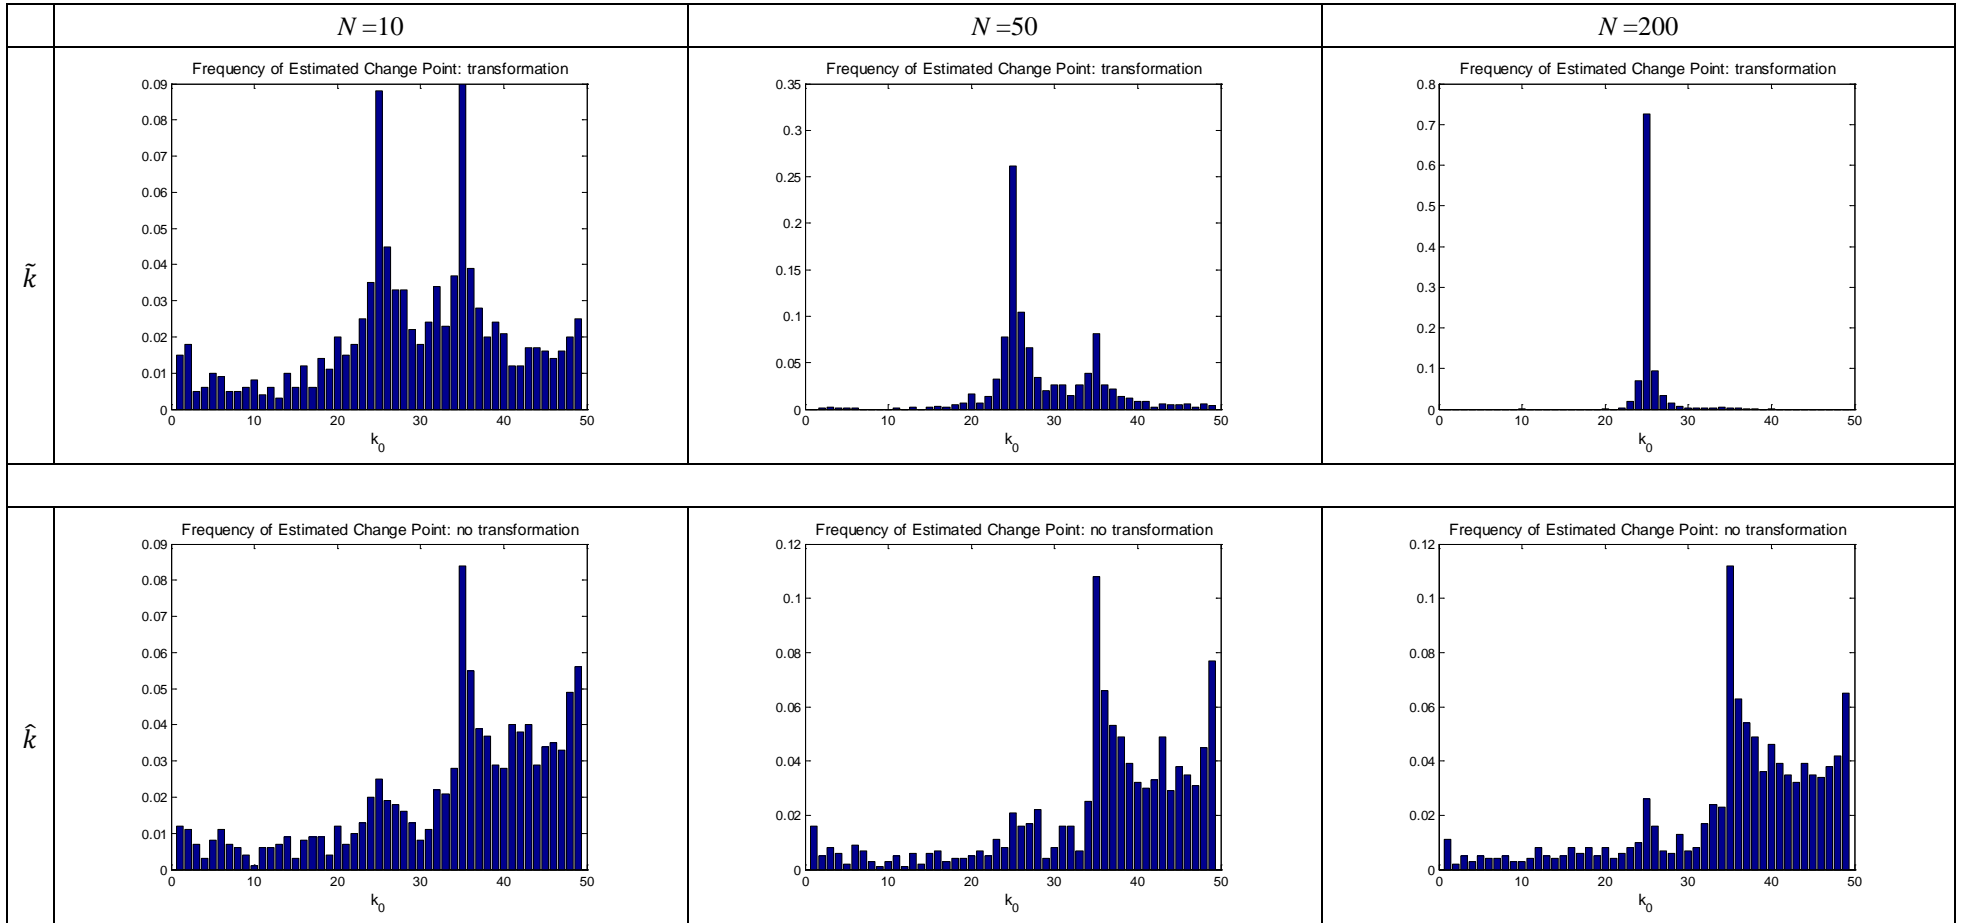 N =10 N =50 N =200
k̃
Frequency of Estimated Change Point: transformation
0.09
0.08
0.07
0.06
0.05
0.04
0.03
0.02
0.01
0
0 10 20 30 40 50
k0
Frequency of Estimated Change Point: transformation
0.35
0.3
0.25
0.2
0.15
0.1
0.05
0
0 10 20 30 40 50
k0
Frequency of Estimated Change Point: transformation
0.8
0.7
0.6
0.5
0.4
0.3
0.2
0.1
0
0 10 20 30 40 50
k0
k̂
Frequency of Estimated Change Point: no transformation
0.09
0.08
0.07
0.06
0.05
0.04
0.03
0.02
0.01
0
0 10 20 30 40 50
k0
Frequency of Estimated Change Point: no transformation
0.12
0.1
0.08
0.06
0.04
0.02
0
0 10 20 30 40 50
k0
Frequency of Estimated Change Point: no transformation
0.12
0.1
0.08
0.06
0.04
0.02
0
0 10 20 30 40 50
k0